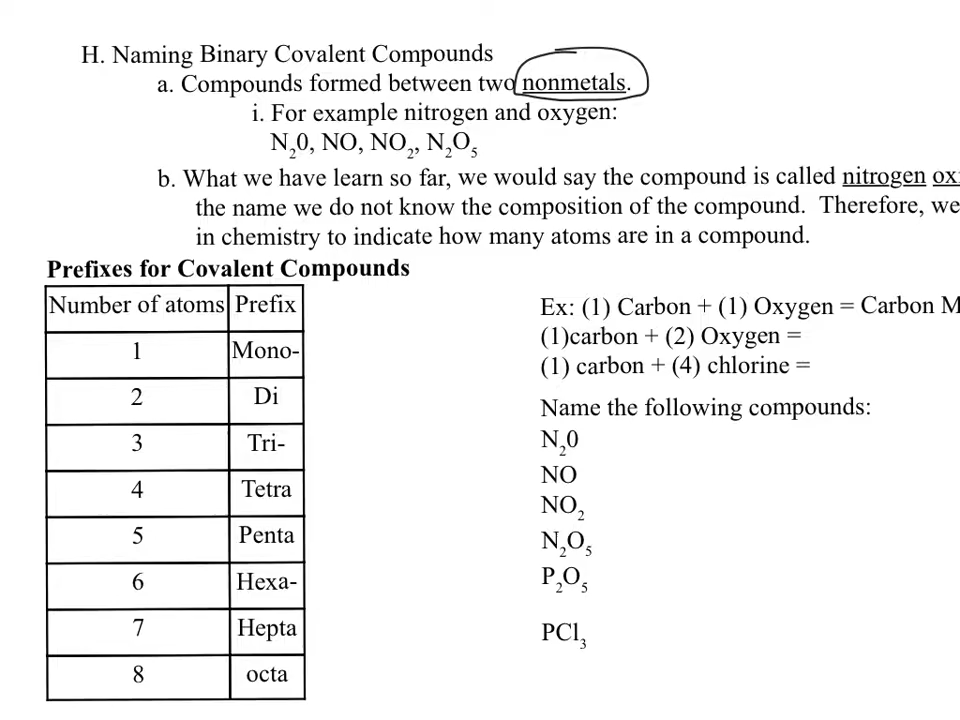 H. Naming Binary Covalent Compounds
a. Compounds formed between two nonmetals.
i. For example nitrogen and oxygen:
N₂0, NO, NO₂, N₂O₅
b. What we have learn so far, we would say the compound is called nitrogen ox
the name we do not know the composition of the compound. Therefore, we
in chemistry to indicate how many atoms are in a compound.
Prefixes for Covalent Compounds
Number of atoms Prefix
1 Mono-
2 Di
3 Tri-
4 Tetra
5 Penta
6 Hexa-
7 Hepta
8 octa
Ex: (1) Carbon + (1) Oxygen = Carbon M
(1)carbon + (2) Oxygen =
(1) carbon + (4) chlorine =
Name the following compounds:
N₂0
NO
NO₂
N₂O₅
P₂O₅
PCl₃